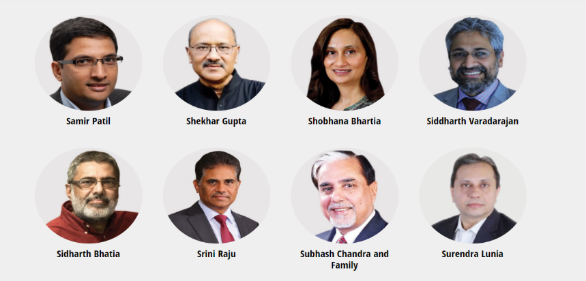 Samir Patil
Shekhar Gupta
Shobhana Bhartia
Siddharth Varadarajan
Sidharth Bhatia
Srini Raju
Subhash Chandra and
Family
Surendra Lunia